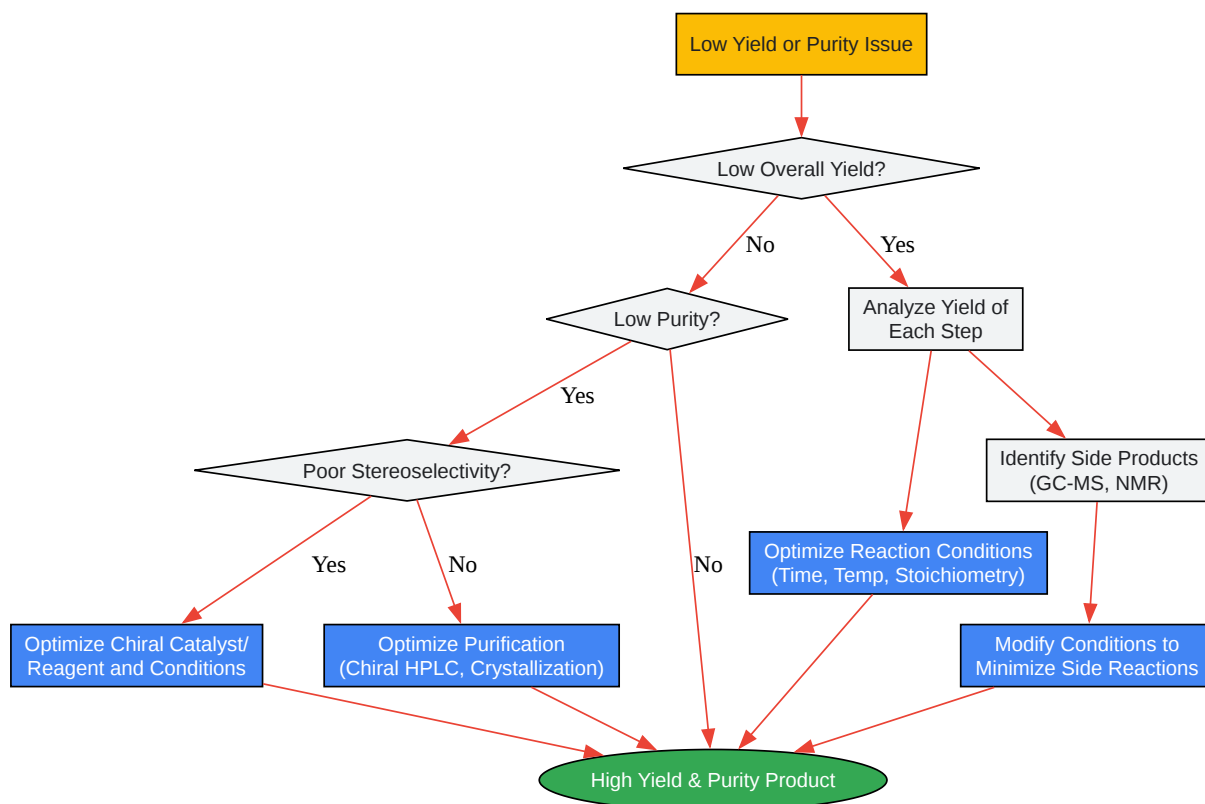 Low Yield or Purity Issue
Low Overall Yield?
No
Yes
Low Purity?
Analyze Yield of
Each Step
Yes
Poor Stereoselectivity?
Identify Side Products
(GC-MS, NMR)
Optimize Reaction Conditions
(Time, Temp, Stoichiometry)
Yes
No
No
Optimize Chiral Catalyst/
Reagent and Conditions
Optimize Purification
(Chiral HPLC, Crystallization)
Modify Conditions to
Minimize Side Reactions
High Yield & Purity Product